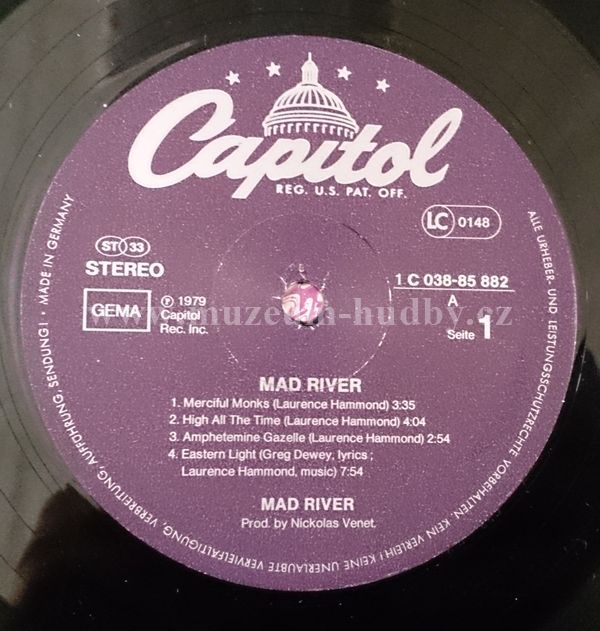 Capitol
REG. U.S. PAT. OFF.
LC 0148
ST 33
STEREO
GEMA
℗ 1979
Capitol
Rec. Inc.
1 C 038-85 882
A
Seite 1
www.muzeum-hudby.cz
MAD RIVER
1. Merciful Monks (Laurence Hammond) 3:35
2. High All The Time (Laurence Hammond) 4:04
3. Amphetemine Gazelle (Laurence Hammond) 2:54
4. Eastern Light (Greg Dewey, lyrics ;
Laurence Hammond, music) 7:54
MAD RIVER
Prod. by Nickolas Venet.
ALLE URHEBER- UND LEISTUNGSSCHUTZRECHTE VORBEHALTEN. KEIN VERLEIH! KEINE UNERLAUBTE VERVIELFÄLTIGUNG, VERBREITUNG, AUFFÜHRUNG, SENDUNG! • MADE IN GERMANY